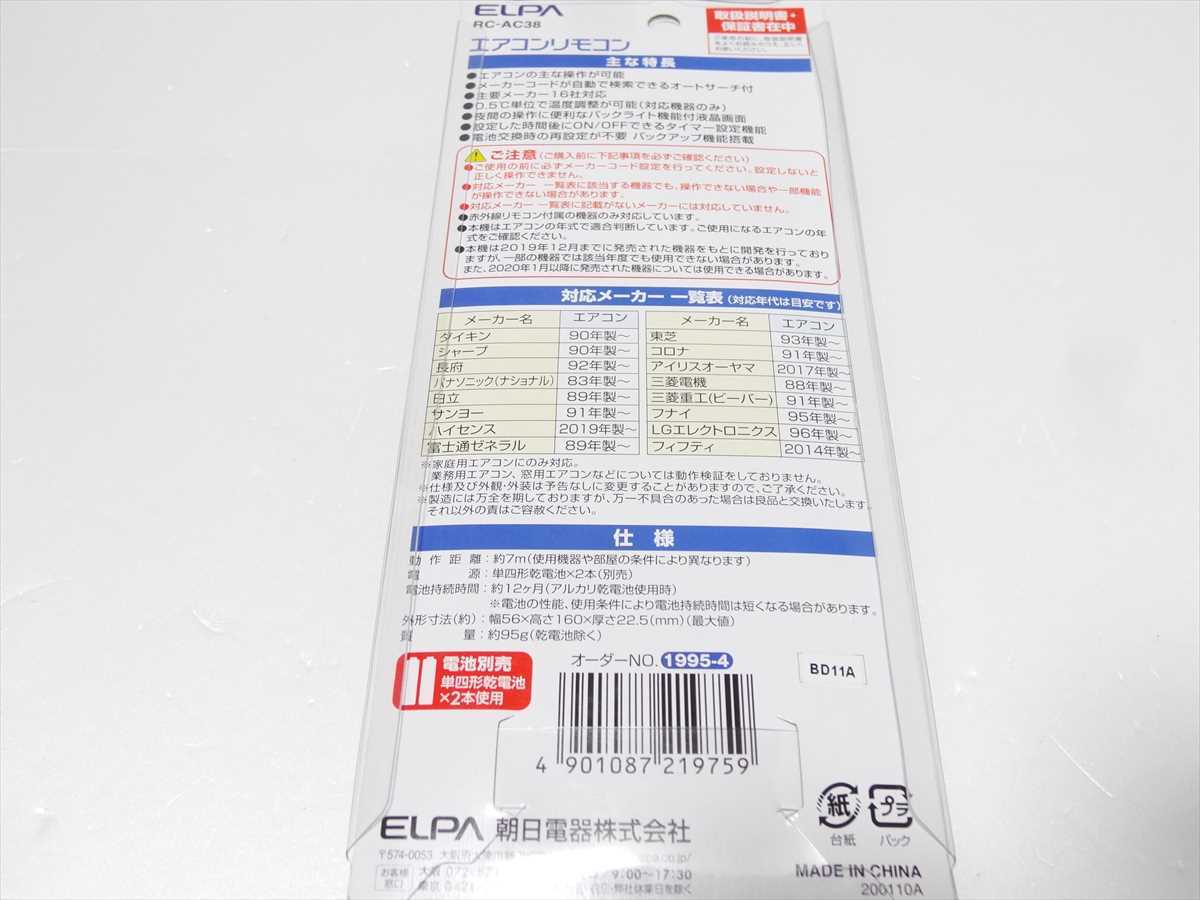 ELPA
RC-AC38
エアコンリモコン
取扱説明書・
保証書在中
主な特長
●エアコンの主な操作が可能
●メーカーコードが自動で検索できるオートサーチ付
●主要メーカー16社対応
●0.5℃単位で温度調整が可能(対応機器のみ)
●夜間の操作に便利なバックライト機能付液晶画面
●設定した時間後にON/OFFできるタイマー設定機能
●電池交換時の再設定が不要 バックアップ機能搭載
ご注意(ご購入前に下記事項を必ずご確認ください)
●ご使用の前に必ずメーカーコード設定を行ってください。設定しないと
正しく操作できません。
●対応メーカー 一覧表に該当する機器でも、操作できない場合や一部機能
が操作できない場合があります。
●対応メーカー 一覧表に記載がないメーカーには対応していません。
●赤外線リモコン付属の機器のみ対応しています。
●本機はエアコンの年式で適合判断しています。ご使用になるエアコンの年
式をご確認ください。
●本機は2019年12月までに発売された機器をもとに開発を行っており
ますが、一部の機器では該当年度でも使用できない場合があります。
また、2020年1月以降に発売された機器については使用できる場合があります。
対応メーカー 一覧表(対応年代は目安です)
メーカー名 エアコン
ダイキン 90年製〜
シャープ 90年製〜
長府 92年製〜
パナソニック(ナショナル) 83年製〜
日立 89年製〜
サンヨー 91年製〜
ハイセンス 2019年製〜
富士通ゼネラル 89年製〜
メーカー名 エアコン
東芝 93年製〜
コロナ 91年製〜
アイリスオーヤマ 2017年製〜
三菱電機 88年製〜
三菱重工(ビーバー) 91年製〜
フナイ 95年製〜
LGエレクトロニクス 96年製〜
フィフティ 2014年製〜
※家庭用エアコンにのみ対応。
業務用エアコン、窓用エアコンなどについては動作検証をしておりません。
※仕様及び外観・外装は予告なしに変更することがありますので、ご了承ください。
※製造には万全を期しておりますが、万一不具合のあった場合は良品と交換いたします。
それ以外の責はご容赦ください。
仕様
動作距離:約7m(使用機器や部屋の条件により異なります)
電源:単四形乾電池×2本(別売)
電池持続時間:約12ヶ月(アルカリ乾電池使用時)
※電池の性能、使用条件により電池持続時間は短くなる場合があります。
外形寸法(約):幅56×高さ160×厚さ22.5(mm)(最大値)
質量:約95g(乾電池除く)
電池別売
単四形乾電池
×2本使用
オーダーNO. 1995-4
BD11A
4 901087 219759
紙
台紙
プラ
パック
ELPA 朝日電器株式会社
〒574-0053
お客様
窓口
大阪 072
9:00〜17:30
東京
弊社休業日を除く
MADE IN CHINA
200110A